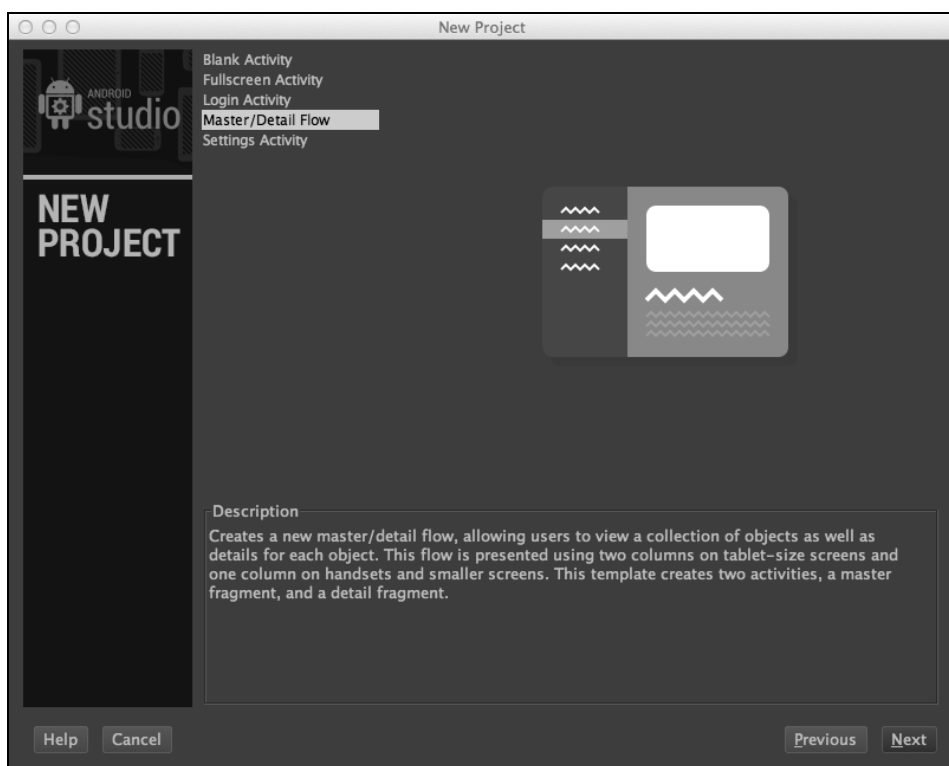 New Project
ANDROID
studio
NEW
PROJECT
Blank Activity
Fullscreen Activity
Login Activity
Master/Detail Flow
Settings Activity
Description
Creates a new master/detail flow, allowing users to view a collection of objects as well as
details for each object. This flow is presented using two columns on tablet-size screens and
one column on handsets and smaller screens. This template creates two activities, a master
fragment, and a detail fragment.
Help Cancel Previous Next